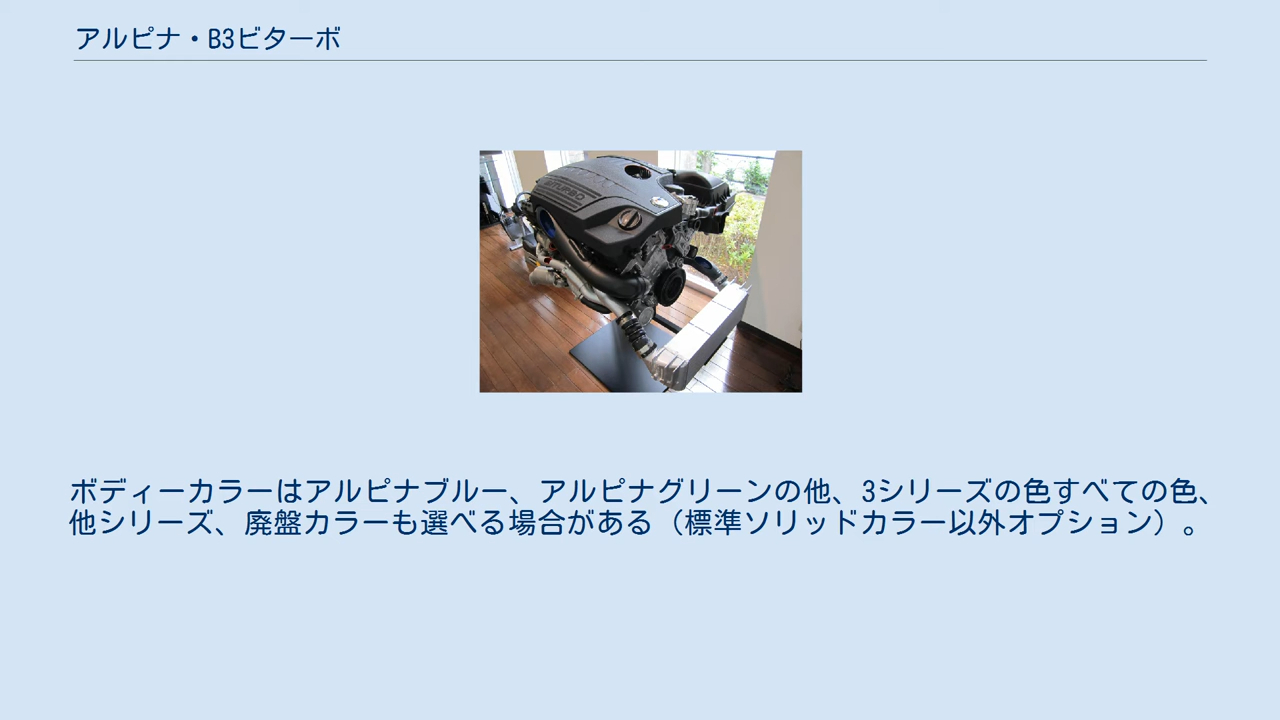 アルピナ・B3ビターボ
BITURBO
ボディーカラーはアルピナブルー、アルピナグリーンの他、3シリーズの色すべての色、
他シリーズ、廃盤カラーも選べる場合がある（標準ソリッドカラー以外オプション）。